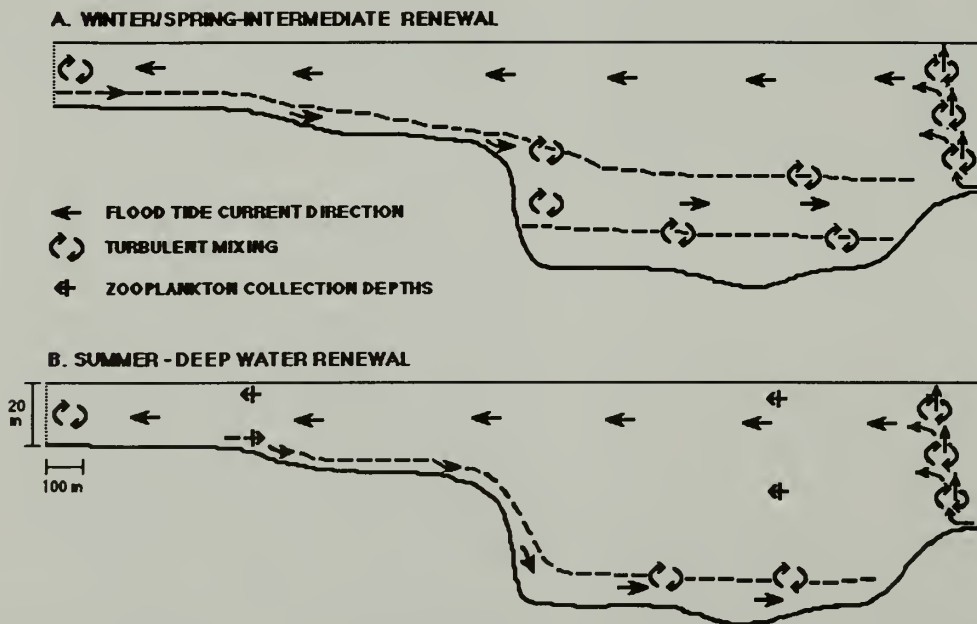 A. WINTER/SPRING-INTERMEDIATE RENEWAL
FLOOD TIDE CURRENT DIRECTION
TURBULENT MIXING
ZOOPLANKTON COLLECTION DEPTHS
B. SUMMER - DEEP WATER RENEWAL
20
m
100 m